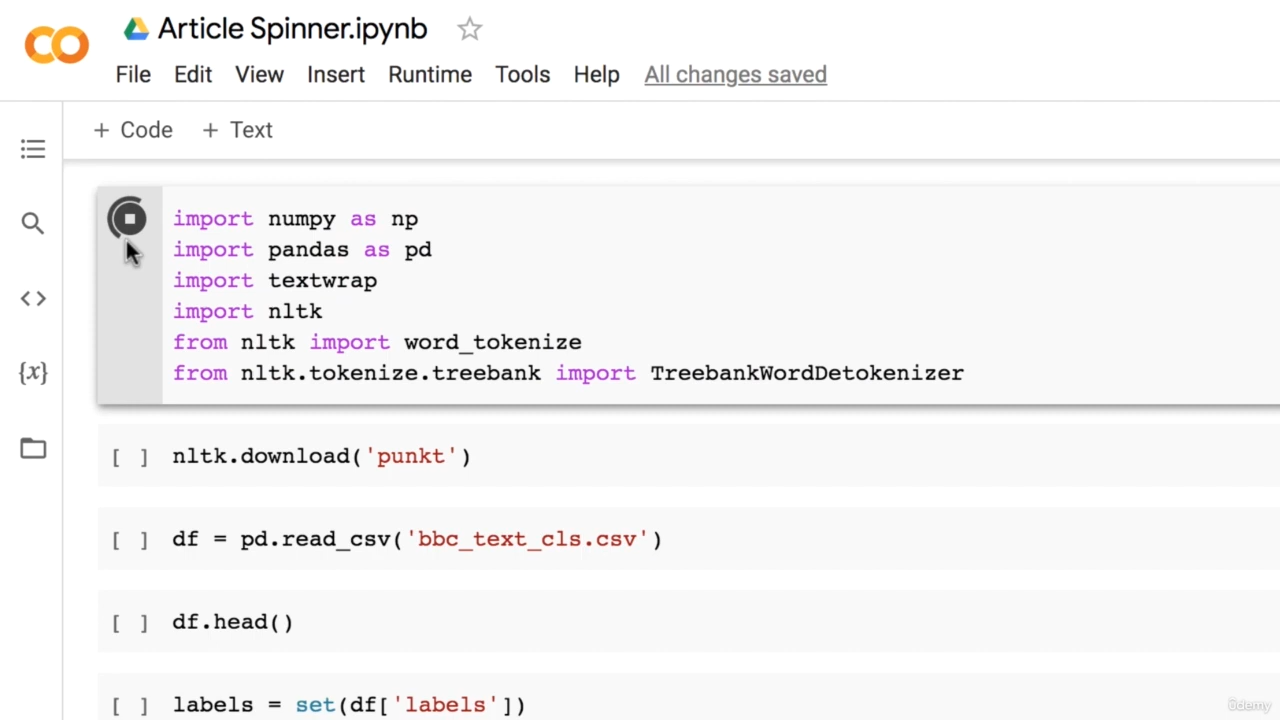 Article Spinner.ipynb
File Edit View Insert Runtime Tools Help All changes saved
+ Code + Text
import numpy as np
import pandas as pd
import textwrap
import nltk
from nltk import word_tokenize
from nltk.tokenize.treebank import TreebankWordDetokenizer
[ ] nltk.download('punkt')
[ ] df = pd.read_csv('bbc_text_cls.csv')
[ ] df.head()
[ ] labels = set(df['labels'])
{x}
ûdemy